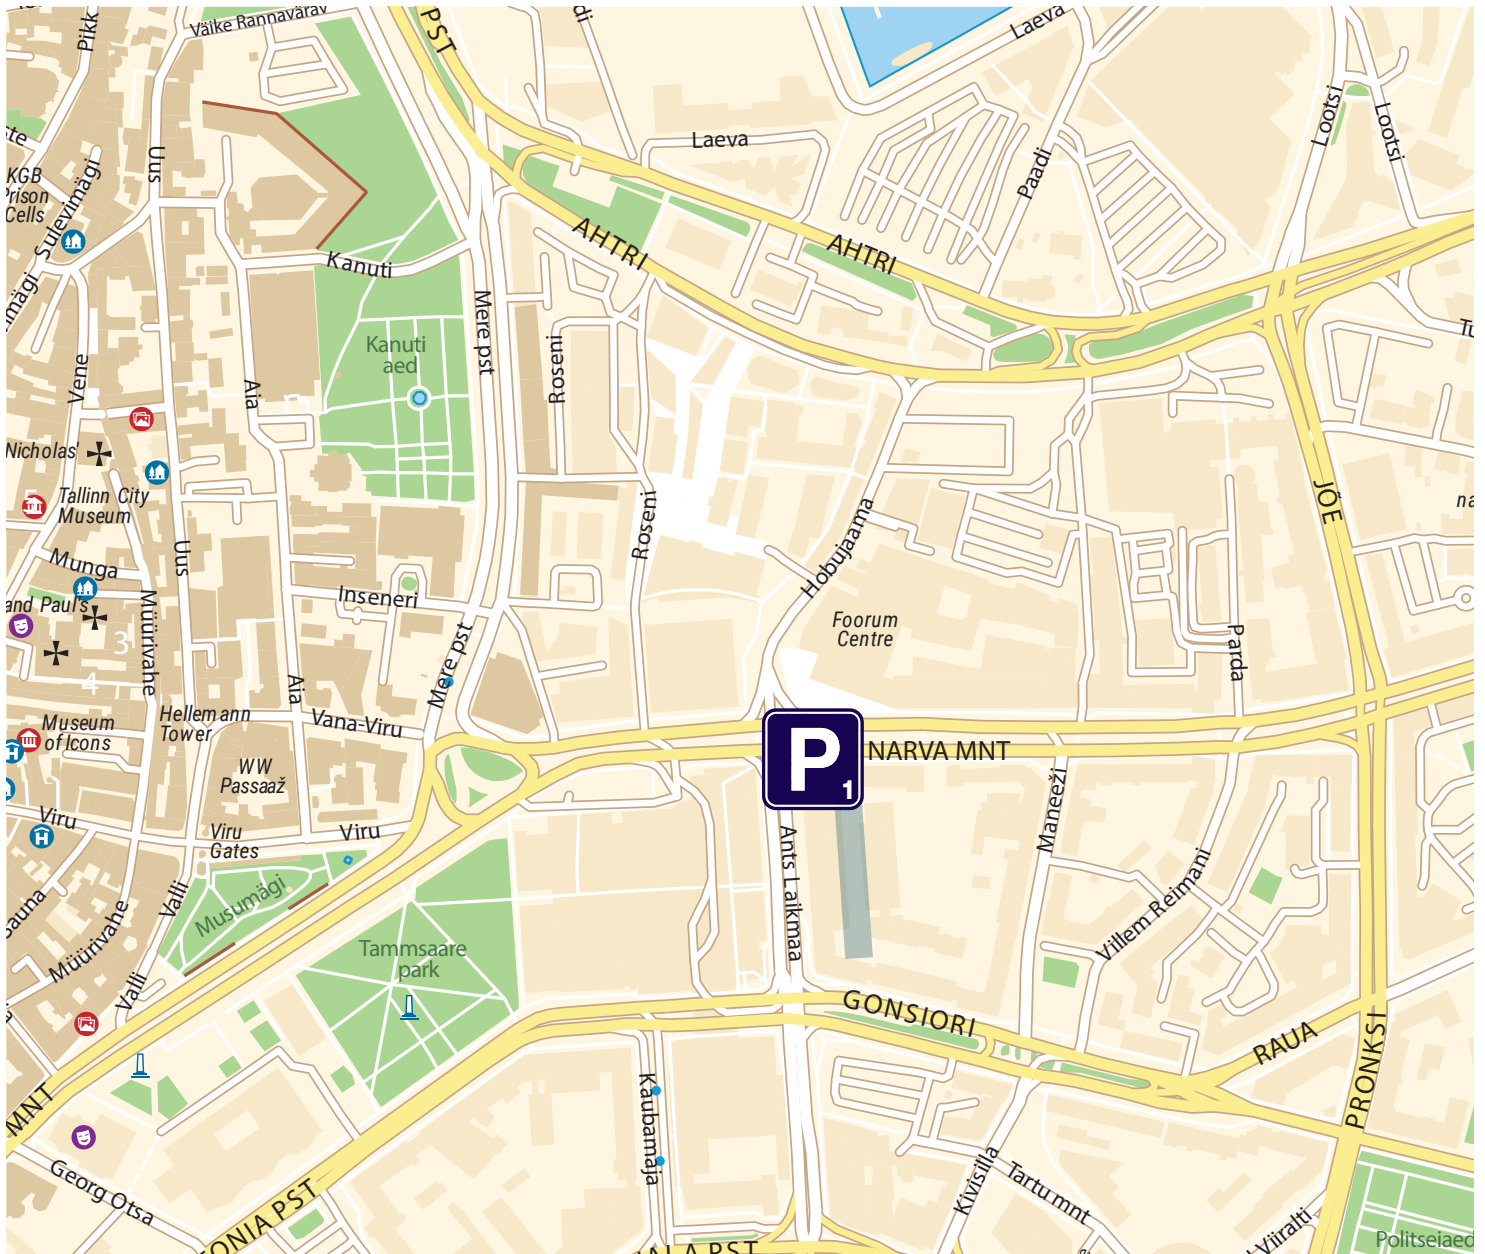 Pikk
Väike Rannavärav
PST
Laeva
Laeva
Lootsi
Lootsi
Paadi
Uus
KGB
Prison
Cells
Sulevimägi
AHTRI
AHTRI
Kanuti
Mere pst
Kanuti
aed
Roseni
Vene
Aia
Nicholas'
Tallinn City
Museum
Roseni
Hobujaama
JÕE
Munga
Uus
and Paul's
Müürivahe
Inseneri
3
4
Foorum
Centre
Parda
Mere pst
Aia
Hellemann
Tower
Vana-Viru
Museum
of Icons
WW
Passaaž
P
1
NARVA MNT
Maneeži
Viru
Viru
Gates
Viru
Ants Laikmaa
Villem Reimani
Valli
Musumägi
Müürivahe
Tammsaare
park
Valli
GONSIORI
RAUA
PRONKSI
MNT
Kaubamaja
Georg Otsa
Kivisilla
Tartu mnt
Viiralti
Politseiaed